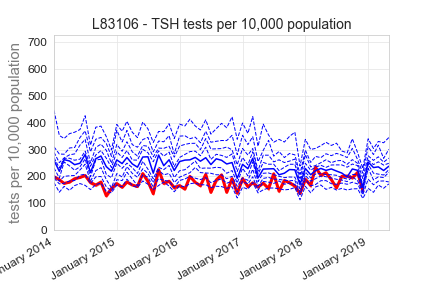 L83106 - TSH tests per 10,000 population
tests per 10,000 population
700
600
500
400
300
200
100
0
nuary 2014
January 2015
January 2016
January 2017
January 2018
January 2019